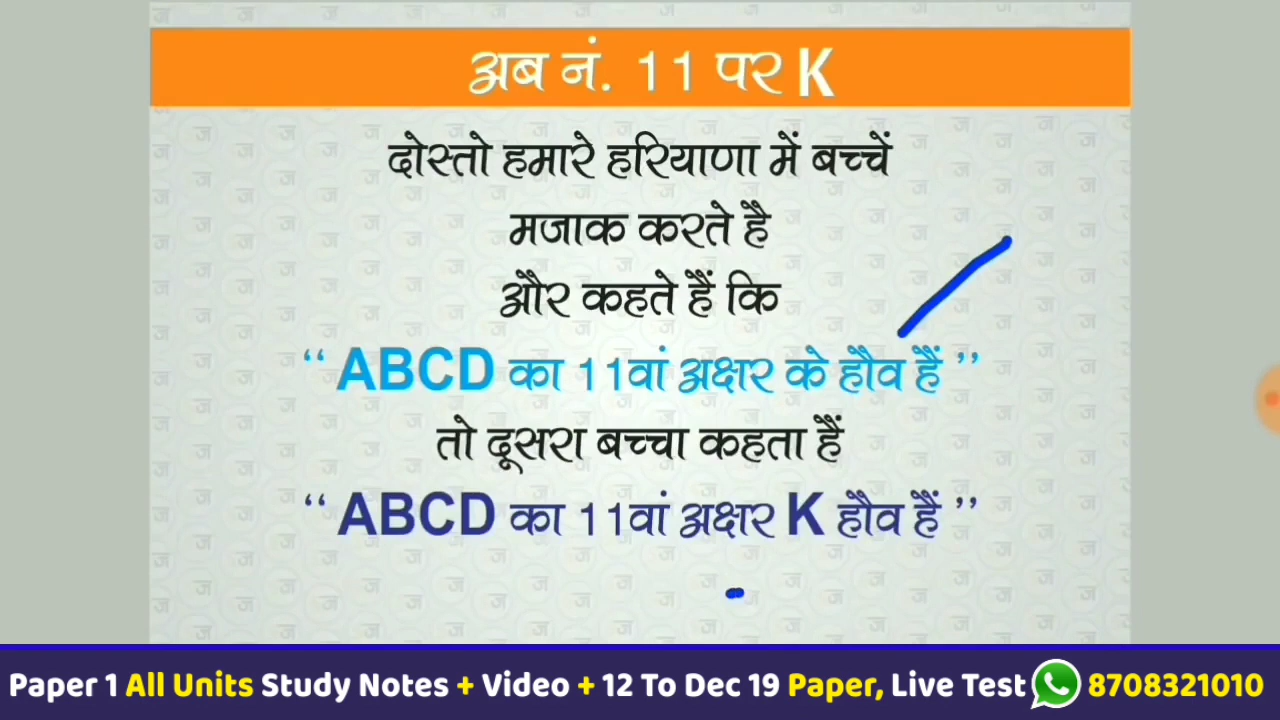 अब नं. 11 पर K
दोस्तो हमारे हरियाणा में बच्चें
मजाक करते है
और कहते हैं कि
‘‘ ABCD का 11वां अक्षर के हौव हैं ’’
तो दूसरा बच्चा कहता हैं
‘‘ ABCD का 11वां अक्षर K हौव हैं ’’
Paper 1 All Units Study Notes + Video + 12 To Dec 19 Paper, Live Test 8708321010